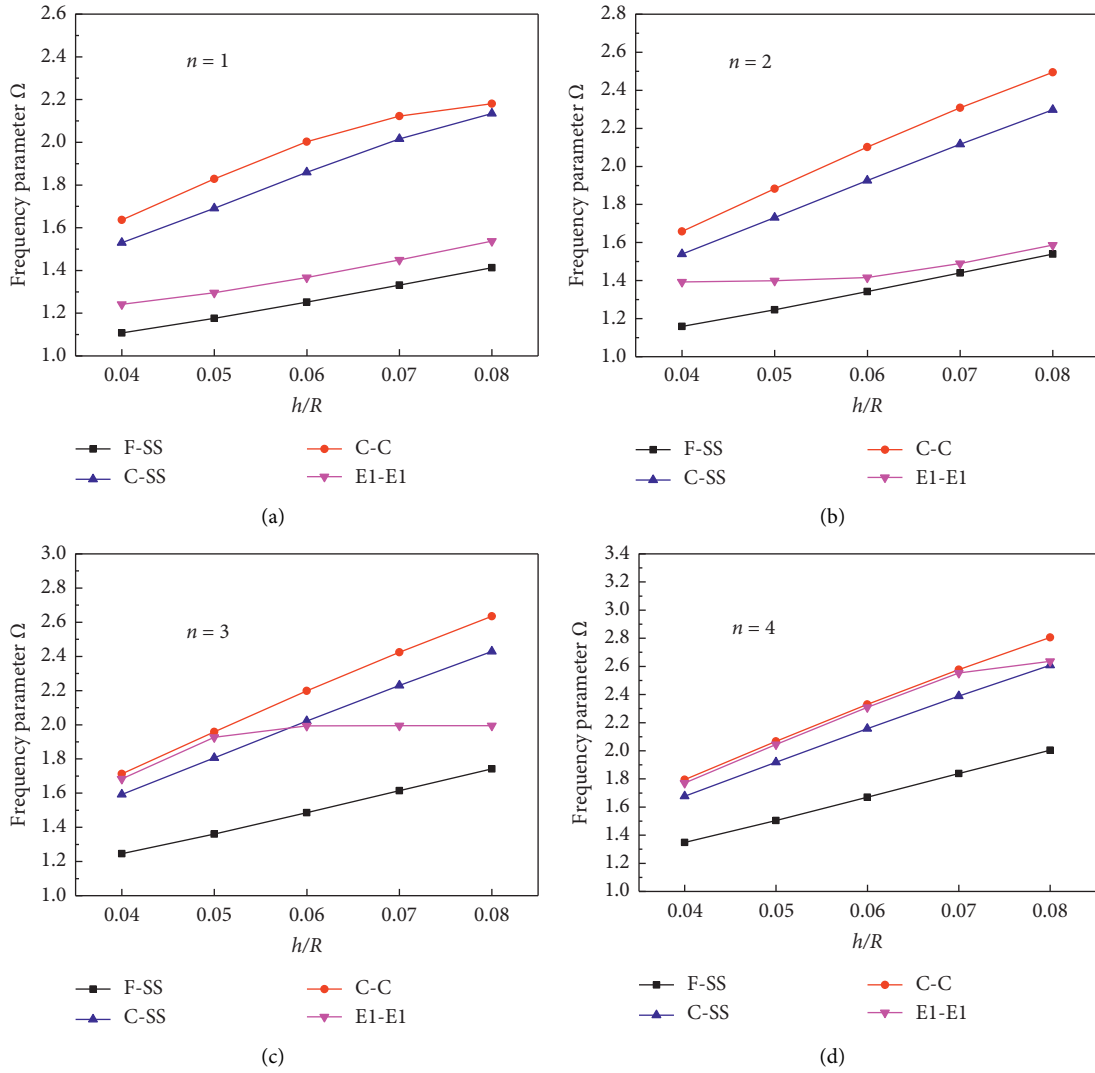 2.6
2.4
2.2
2.0
1.8
1.6
1.4
1.2
1.0
Frequency parameter Ω
n = 1
0.04 0.05 0.06 0.07 0.08
h/R
F-SS C-C
C-SS E1-E1
(a)
2.8
2.6
2.4
2.2
2.0
1.8
1.6
1.4
1.2
1.0
Frequency parameter Ω
n = 2
0.04 0.05 0.06 0.07 0.08
h/R
F-SS C-C
C-SS E1-E1
(b)
3.0
2.8
2.6
2.4
2.2
2.0
1.8
1.6
1.4
1.2
1.0
Frequency parameter Ω
n = 3
0.04 0.05 0.06 0.07 0.08
h/R
F-SS C-C
C-SS E1-E1
(c)
3.4
3.2
3.0
2.8
2.6
2.4
2.2
2.0
1.8
1.6
1.4
1.2
1.0
Frequency parameter Ω
n = 4
0.04 0.05 0.06 0.07 0.08
h/R
F-SS C-C
C-SS E1-E1
(d)